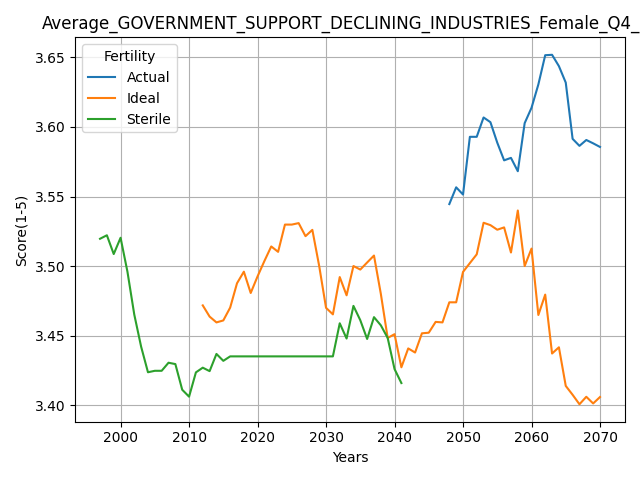 Average_GOVERNMENT_SUPPORT_DECLINING_INDUSTRIES_Female_Q4_
Fertility
Actual
Ideal
Sterile
Score(1-5)
3.65
3.60
3.55
3.50
3.45
3.40
2000 2010 2020 2030 2040 2050 2060 2070
Years